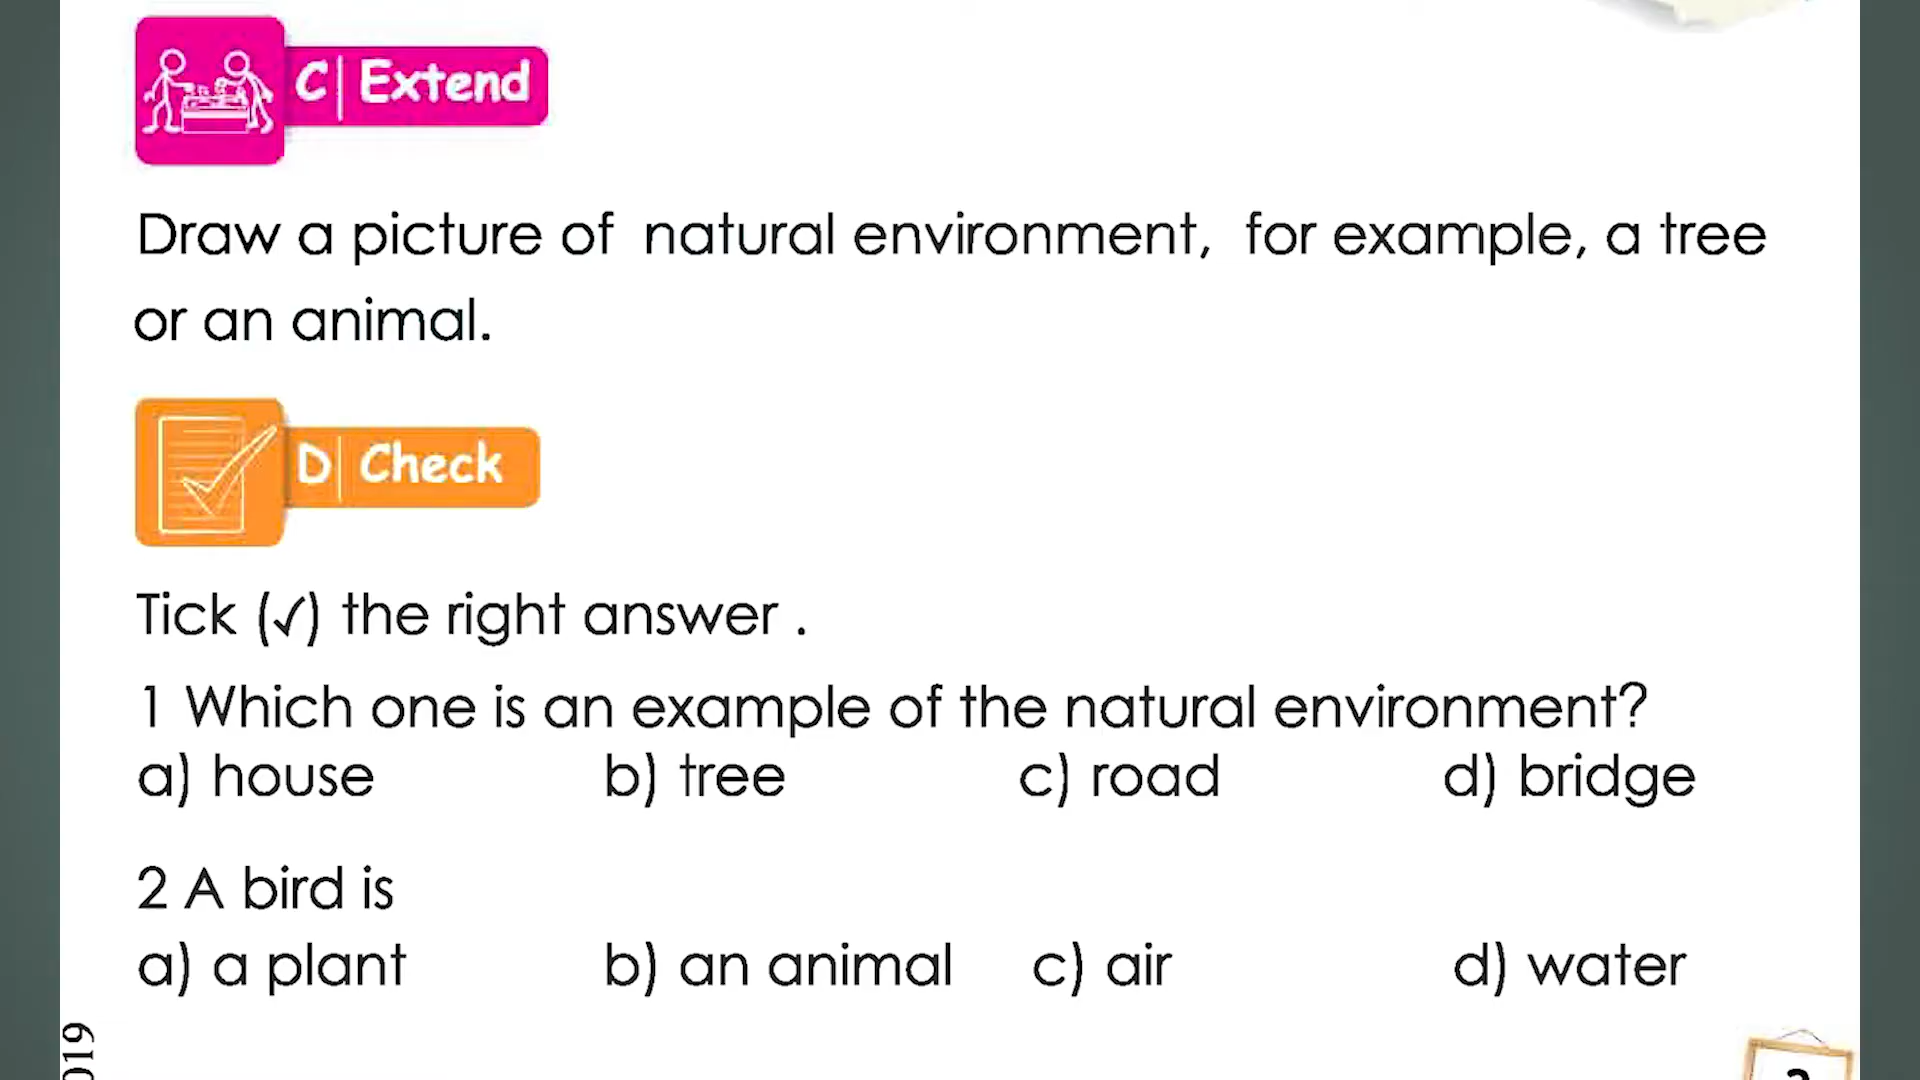 C | Extend
Draw a picture of natural environment, for example, a tree
or an animal.
D | Check
Tick (✓) the right answer .
1 Which one is an example of the natural environment?
a) house b) tree c) road d) bridge
2 A bird is
a) a plant b) an animal c) air d) water
019